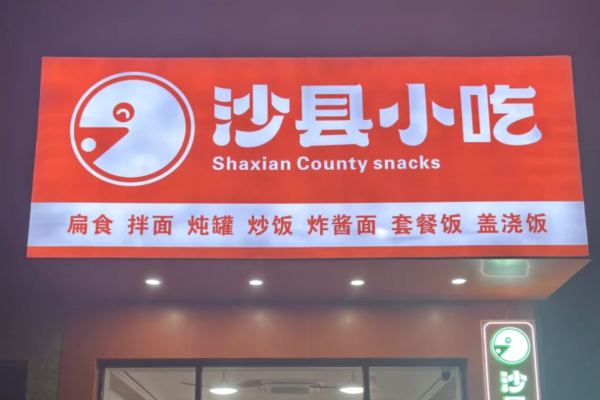 沙县小吃
Shaxian County snacks
扁食 拌面 炖罐 炒饭 炸酱面 套餐饭 盖浇饭
沙